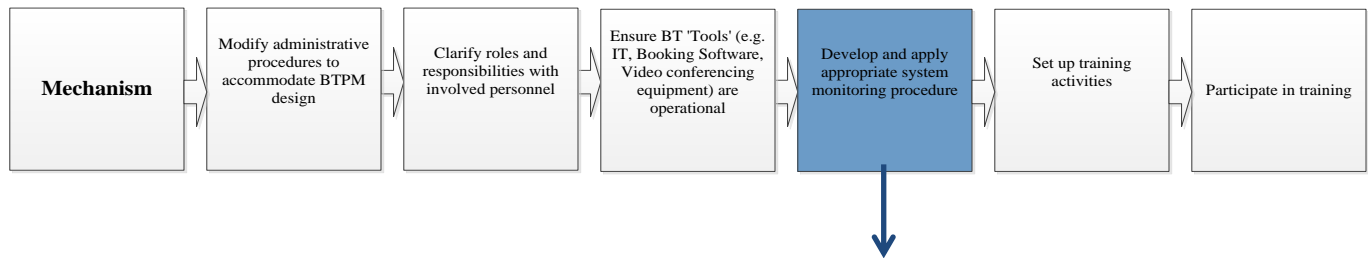 Mechanism
Modify administrative
procedures to
accommodate BTPM
design
Clarify roles and
responsibilities with
involved personnel
Ensure BT 'Tools' (e.g.
IT, Booking Software,
Video conferencing
equipment) are
operational
Develop and apply
appropriate system
monitoring procedure
Set up training
activities
Participate in training